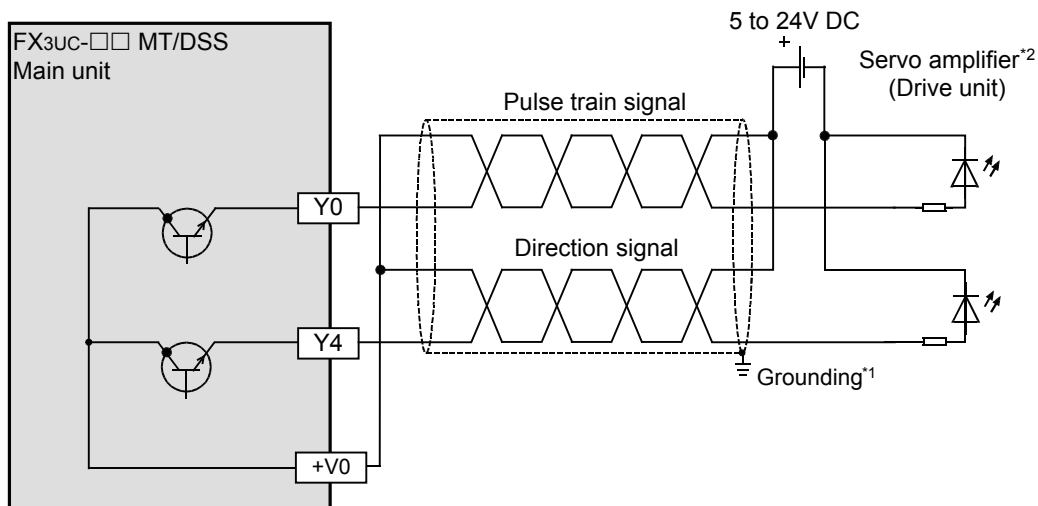 FX3UC-□□ MT/DSS
Main unit
5 to 24V DC
+
Servo amplifier*2
(Drive unit)
Pulse train signal
Y0
Direction signal
Y4
Grounding*1
+V0